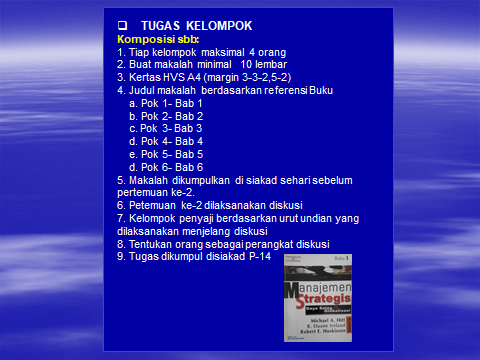 ❑ TUGAS KELOMPOK
Komposisi sbb:
1. Tiap kelompok maksimal 4 orang
2. Buat makalah minimal 10 lembar
3. Kertas HVS A4 (margin 3-3-2,5-2)
4. Judul makalah berdasarkan referensi Buku
a. Pok 1- Bab 1
b. Pok 2- Bab 2
c. Pok 3- Bab 3
d. Pok 4- Bab 4
d. Pok 5- Bab 5
d. Pok 6- Bab 6
5. Makalah dikumpulkan di siakad sehari sebelum
pertemuan ke-2.
6. Petemuan ke-2 dilaksanakan diskusi
7. Kelompok penyaji berdasarkan urut undian yang
dilaksanakan menjelang diskusi
8. Tentukan orang sebagai perangkat diskusi
9. Tugas dikumpul disiakad P-14
Buku 1
Manajemen
Strategis
Daya Saing
Globalisasi
Michael A. Hitt
R. Duane Ireland
Robert E. Hoskisson